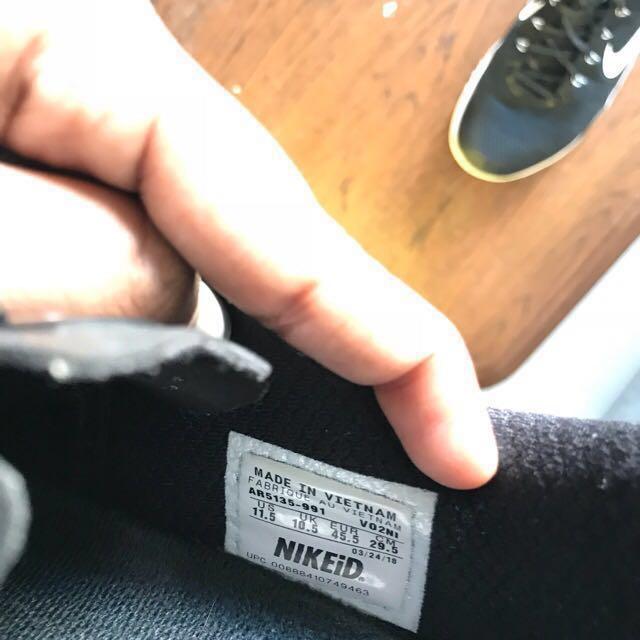 MADE IN VIETNAM
FABRIQUE AU VIETNAM
AR5135-991 VO2NI
US UK EUR CM
11.5 10.5 45.5 29.5
03/24/18
NIKEiD.
UPC 00888410749463